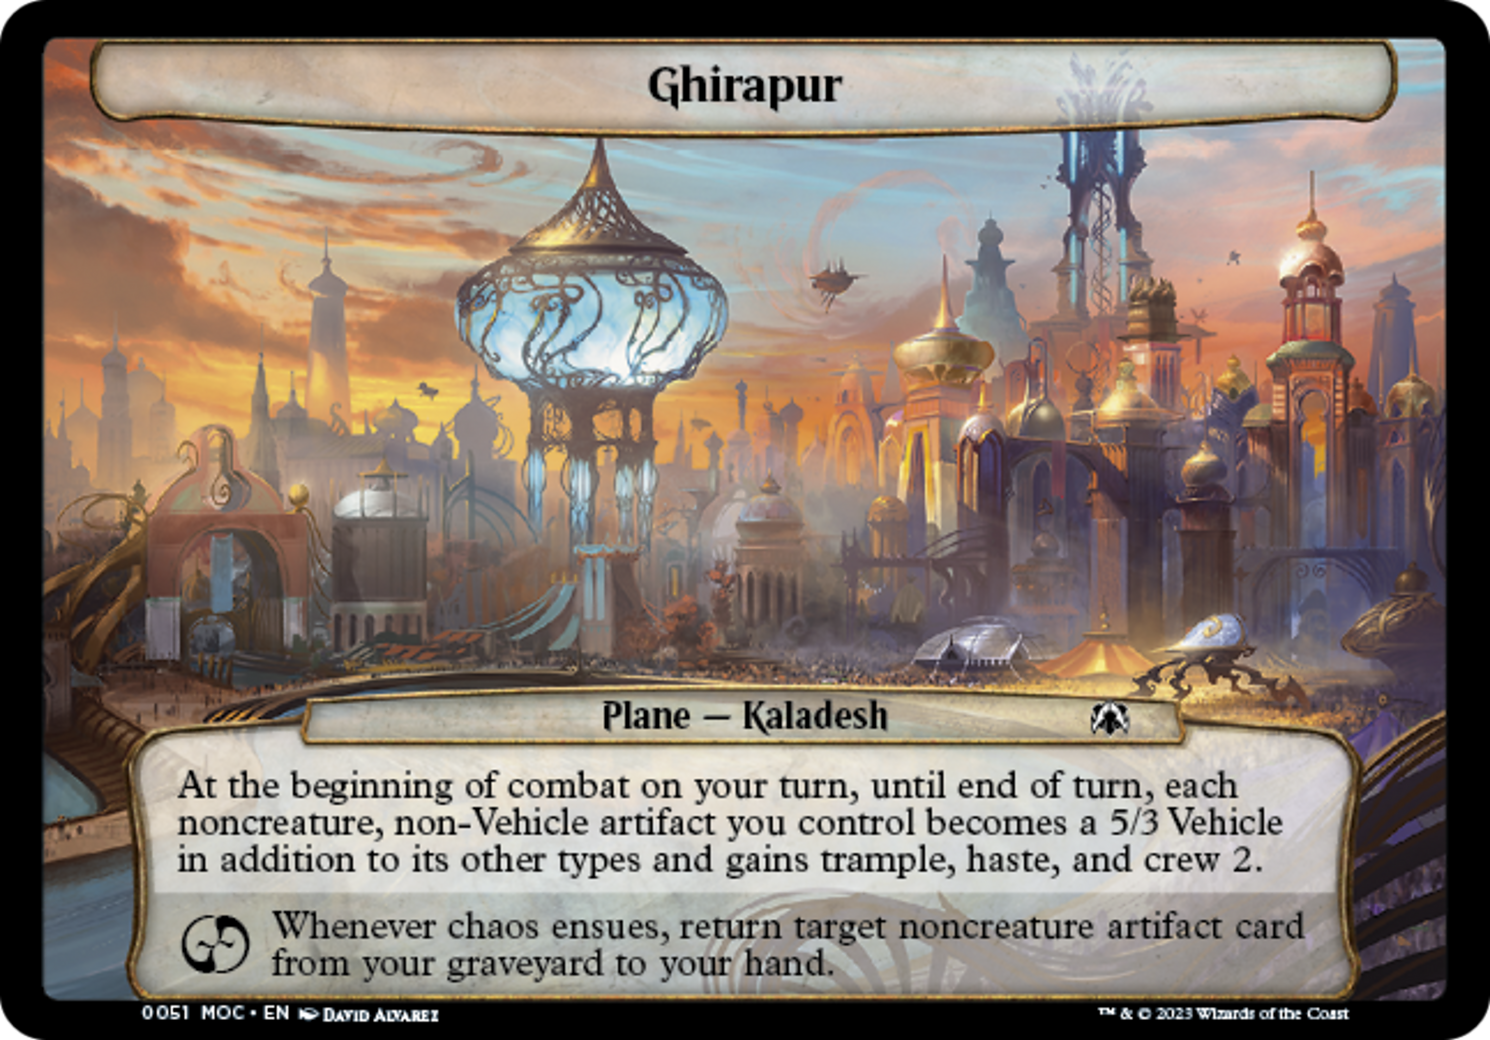 Ghirapur
Plane — Kaladesh
At the beginning of combat on your turn, until end of turn, each
noncreature, non-Vehicle artifact you control becomes a 5/3 Vehicle
in addition to its other types and gains trample, haste, and crew 2.
Whenever chaos ensues, return target noncreature artifact card
from your graveyard to your hand.
0051 MOC • EN David Alvarez
™ & © 2023 Wizards of the Coast